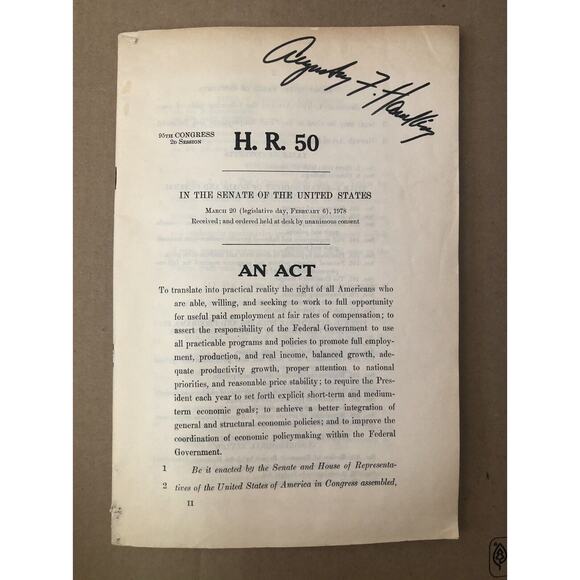 Augustus F. Hawkins
95TH CONGRESS
2D SESSION
H. R. 50
IN THE SENATE OF THE UNITED STATES
MARCH 20 (legislative day, FEBRUARY 6), 1978
Received; and ordered held at desk by unanimous consent
AN ACT
To translate into practical reality the right of all Americans who
are able, willing, and seeking to work to full opportunity
for useful paid employment at fair rates of compensation; to
assert the responsibility of the Federal Government to use
all practicable programs and policies to promote full employ-
ment, production, and real income, balanced growth, ade-
quate productivity growth, proper attention to national
priorities, and reasonable price stability; to require the Pres-
ident each year to set forth explicit short-term and medium-
term economic goals; to achieve a better integration of
general and structural economic policies; and to improve the
coordination of economic policymaking within the Federal
Government.
1 Be it enacted by the Senate and House of Representa-
2 tives of the United States of America in Congress assembled,
II